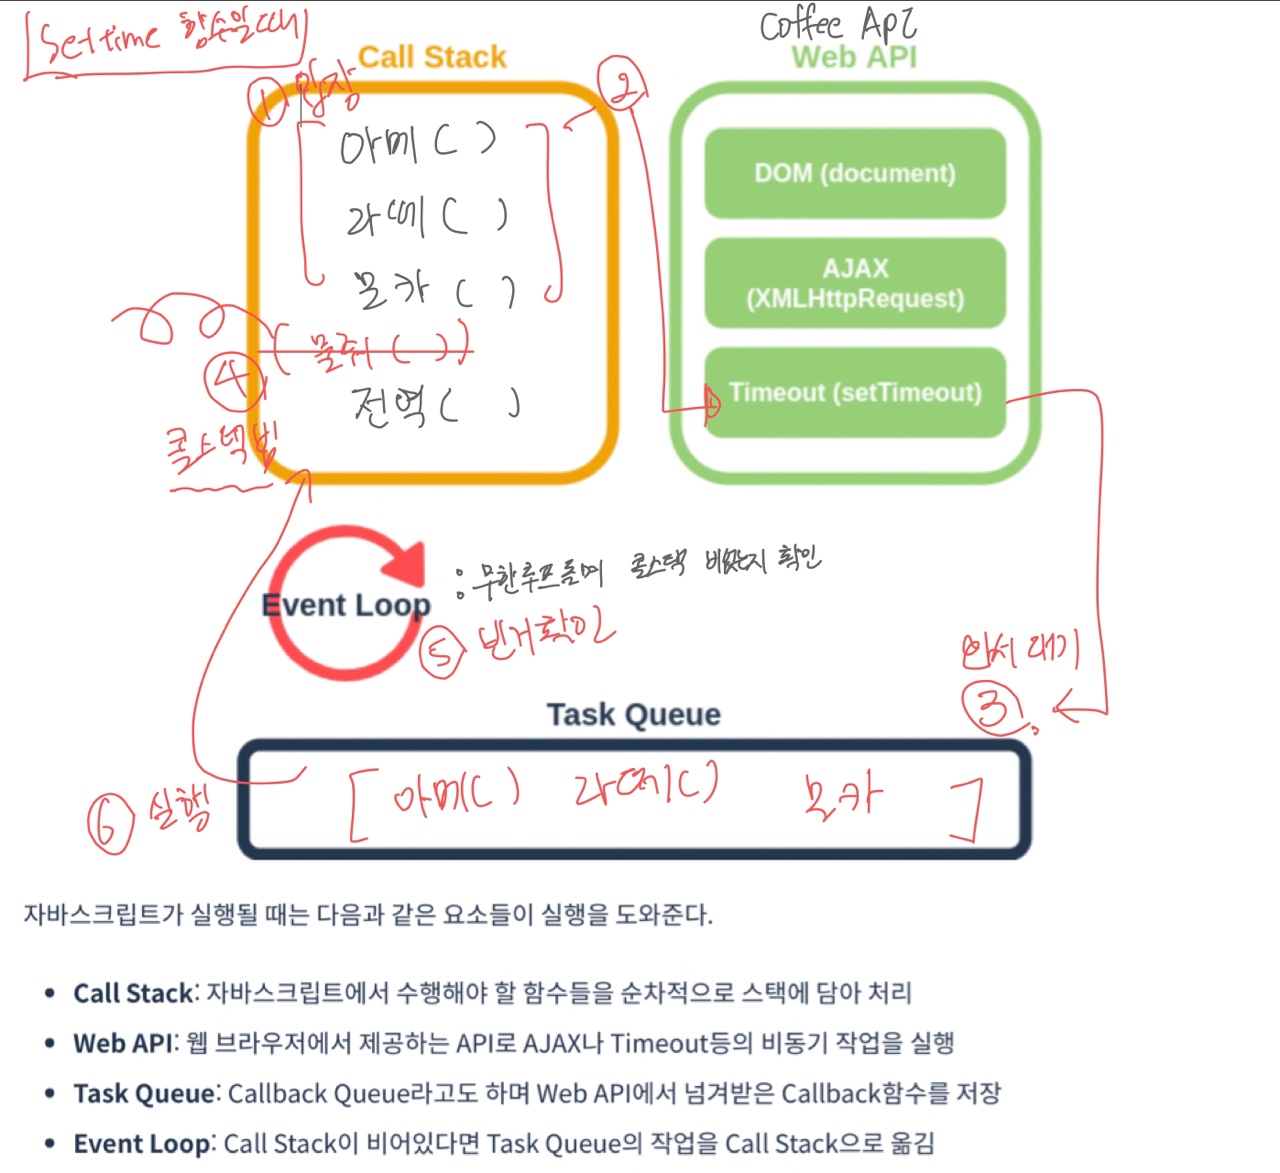 Settime 함수일때
Coffee Api
Call Stack
Web API
① 입장
②
아메( )
라떼( )
모카( )
(물줘( ))
전역( )
DOM (document)
AJAX
(XMLHttpRequest)
Timeout (setTimeout)
④
콜스택빔
Event Loop
: 무한루프돌며 콜스택 비었는지 확인
⑤ 빈거확인
대기
③
Task Queue
[ 아메( ) 라떼( ) 모카 ]
⑥ 실행
자바스크립트가 실행될 때는 다음과 같은 요소들이 실행을 도와준다.
• Call Stack: 자바스크립트에서 수행해야 할 함수들을 순차적으로 스택에 담아 처리
• Web API: 웹 브라우저에서 제공하는 API로 AJAX나 Timeout등의 비동기 작업을 실행
• Task Queue: Callback Queue라고도 하며 Web API에서 넘겨받은 Callback함수를 저장
• Event Loop: Call Stack이 비어있다면 Task Queue의 작업을 Call Stack으로 옮김